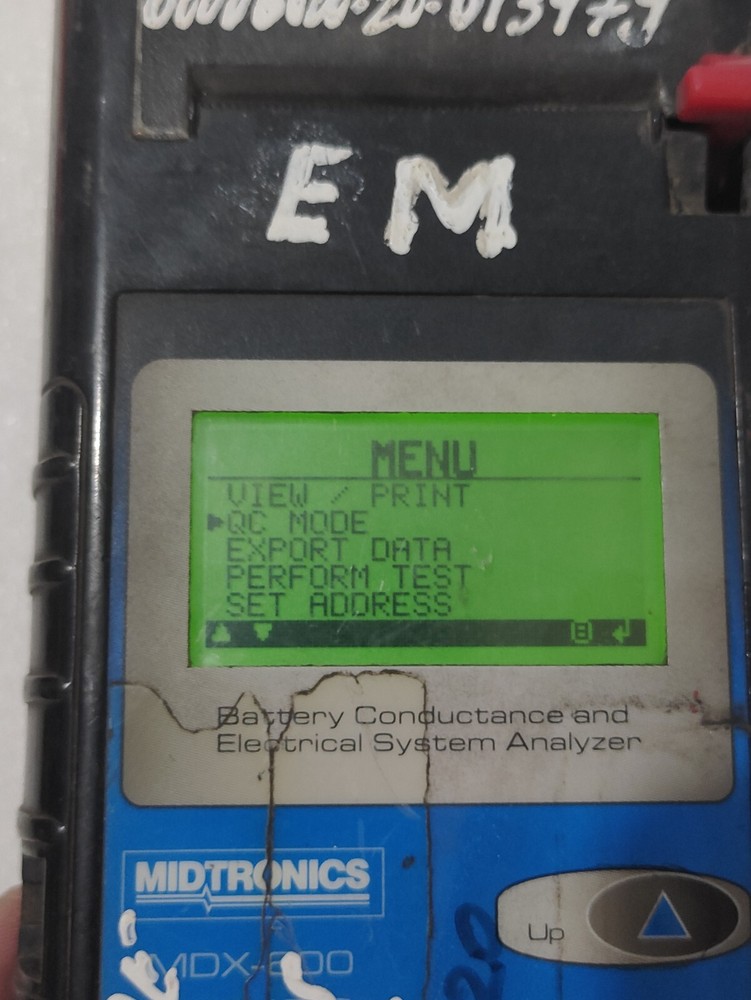 E M
MENU
VIEW / PRINT
QC MODE
EXPORT DATA
PERFORM TEST
SET ADDRESS
Battery Conductance and
Electrical System Analyzer
MIDTRONICS
Up